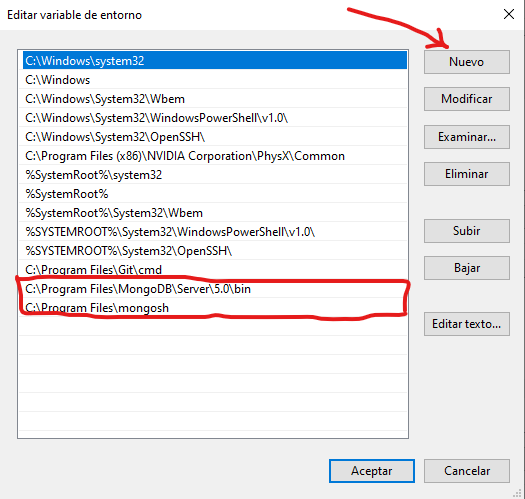 Editar variable de entorno
C:\Windows\system32
C:\Windows
C:\Windows\System32\Wbem
C:\Windows\System32\WindowsPowerShell\v1.0\
C:\Windows\System32\OpenSSH\
C:\Program Files (x86)\NVIDIA Corporation\PhysX\Common
%SystemRoot%\system32
%SystemRoot%
%SystemRoot%\System32\Wbem
%SYSTEMROOT%\System32\WindowsPowerShell\v1.0\
%SYSTEMROOT%\System32\OpenSSH\
C:\Program Files\Git\cmd
C:\Program Files\MongoDB\Server\5.0\bin
C:\Program Files\mongosh
Nuevo
Modificar
Examinar...
Eliminar
Subir
Bajar
Editar texto...
Aceptar
Cancelar